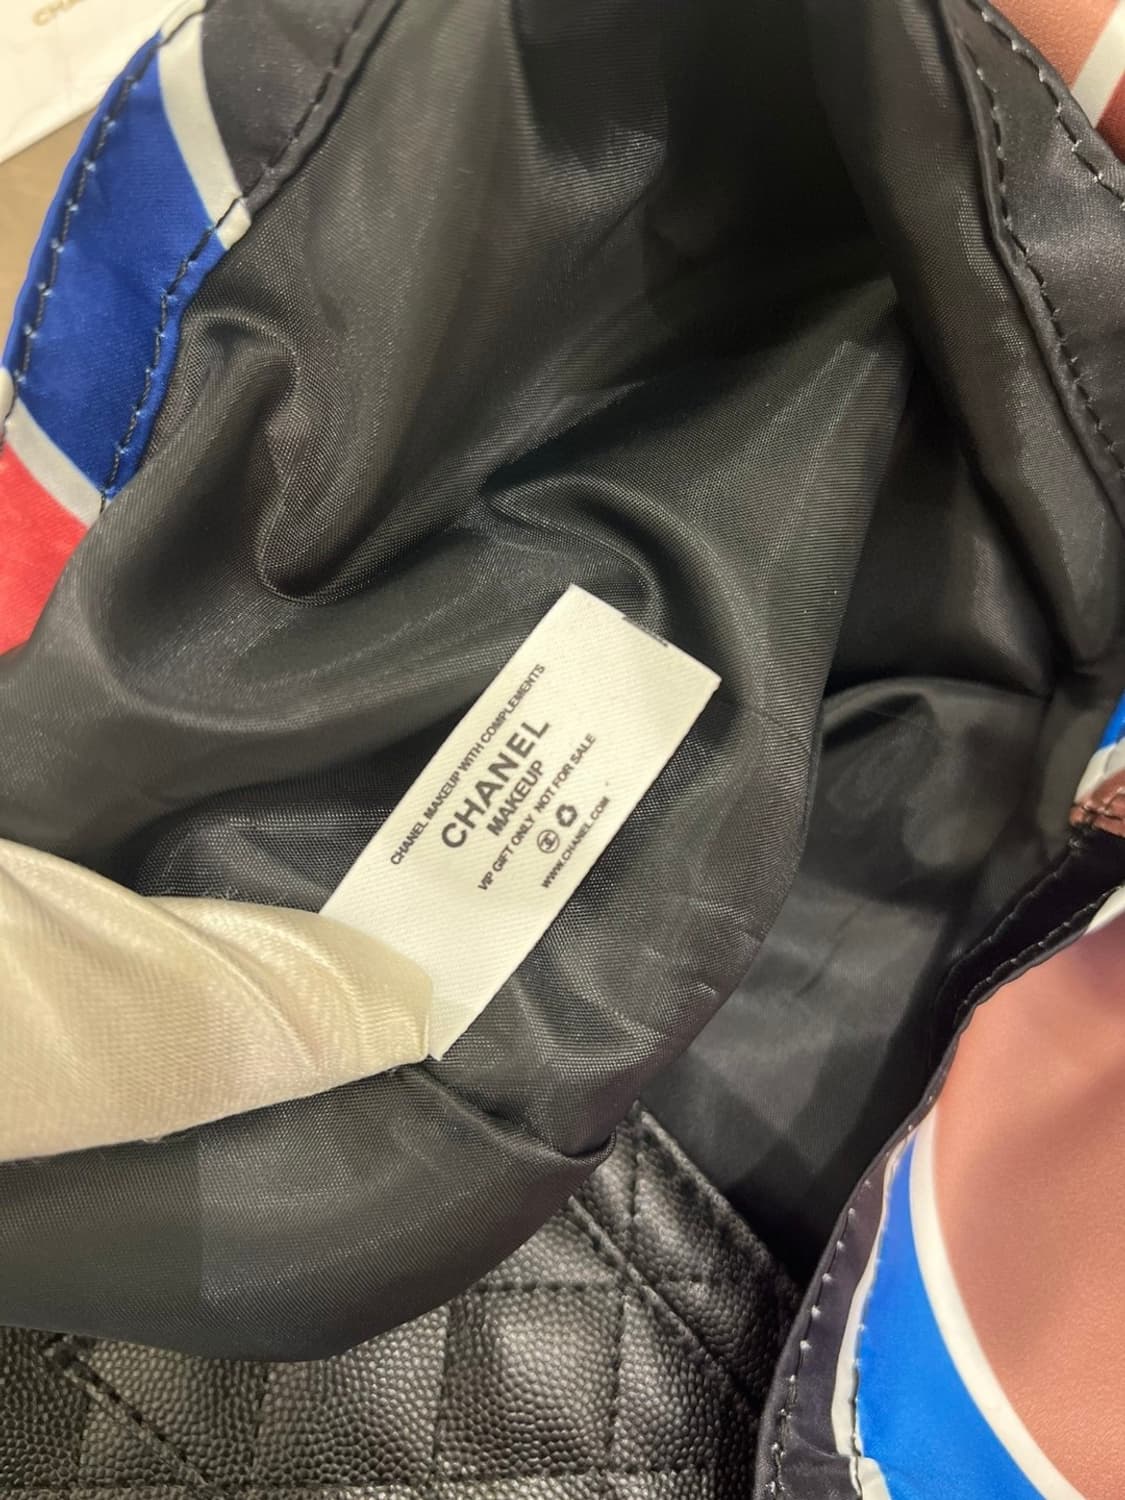 CHANEL MAKEUP WITH COMPLEMENTS
CHANEL
MAKEUP
VIP GIFT ONLY NOT FOR SALE
WWW.CHANEL.COM